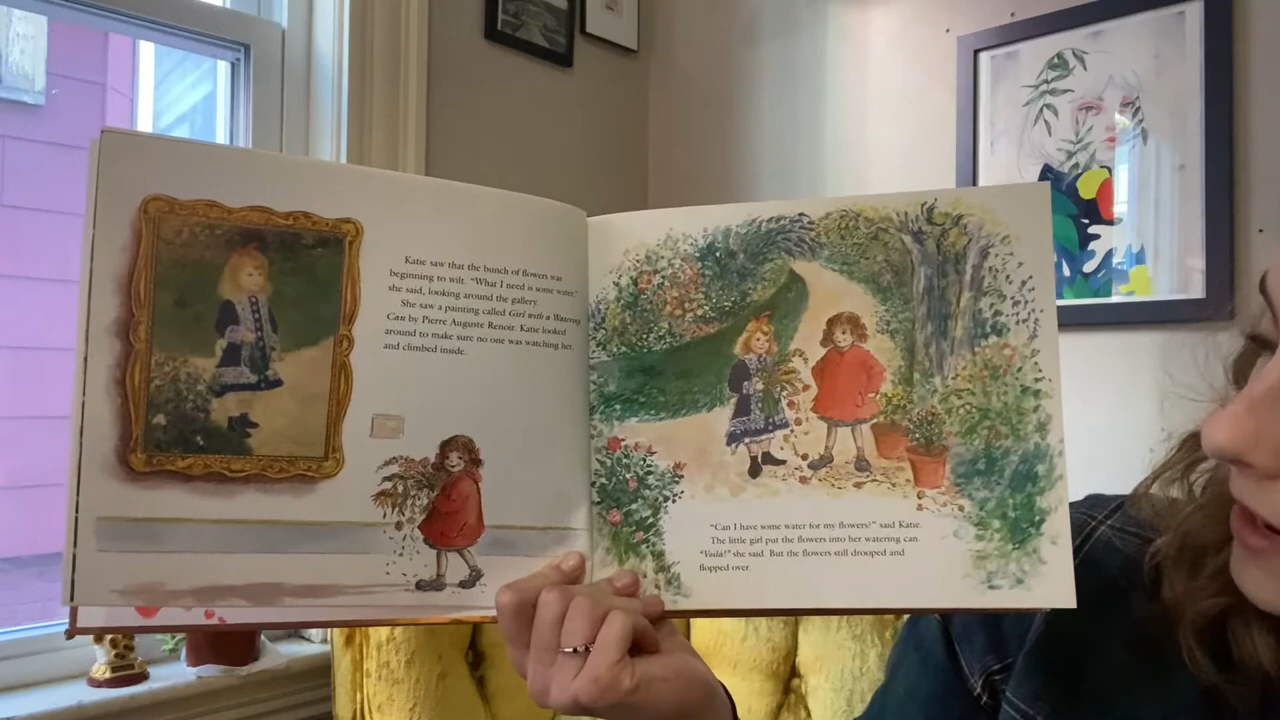 Katie saw that the bunch of flowers was
beginning to wilt. “What I need is some water,”
she said, looking around the gallery.
She saw a painting called Girl with a Watering
Can by Pierre Auguste Renoir. Katie looked
around to make sure no one was watching her,
and climbed inside.
“Can I have some water for my flowers?” said Katie.
The little girl put the flowers into her watering can.
“Voilà!” she said. But the flowers still drooped and
flopped over.